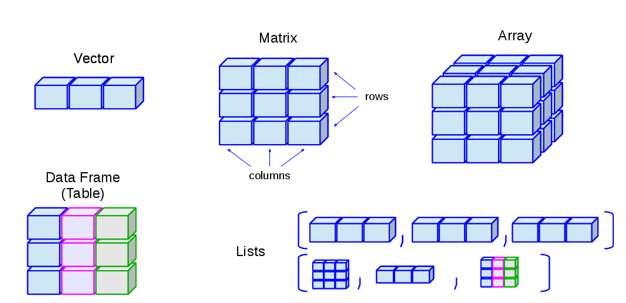 Vector
Matrix
Array
rows
columns
Data Frame
(Table)
Lists